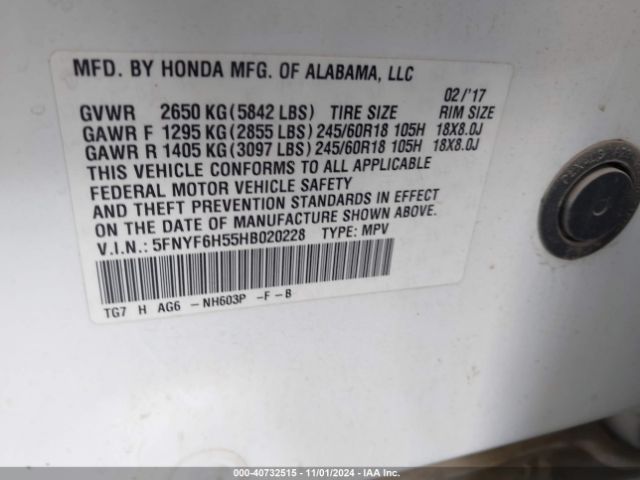 MFD. BY HONDA MFG. OF ALABAMA, LLC
02/'17
GVWR 2650 KG(5842 LBS) TIRE SIZE RIM SIZE
GAWR F 1295 KG(2855 LBS)245/60R18 105H 18X8.0J
GAWR R 1405 KG(3097 LBS)245/60R18 105H 18X8.0J
THIS VEHICLE CONFORMS TO ALL APPLICABLE
FEDERAL MOTOR VEHICLE SAFETY
AND THEFT PREVENTION STANDARDS IN EFFECT
ON THE DATE OF MANUFACTURE SHOWN ABOVE.
V.I.N.: 5FNYF6H55HB020228 TYPE: MPV
TG7 H AG6 - NH603P - F - B
000-40732515 - 11/01/2024 - IAA Inc.